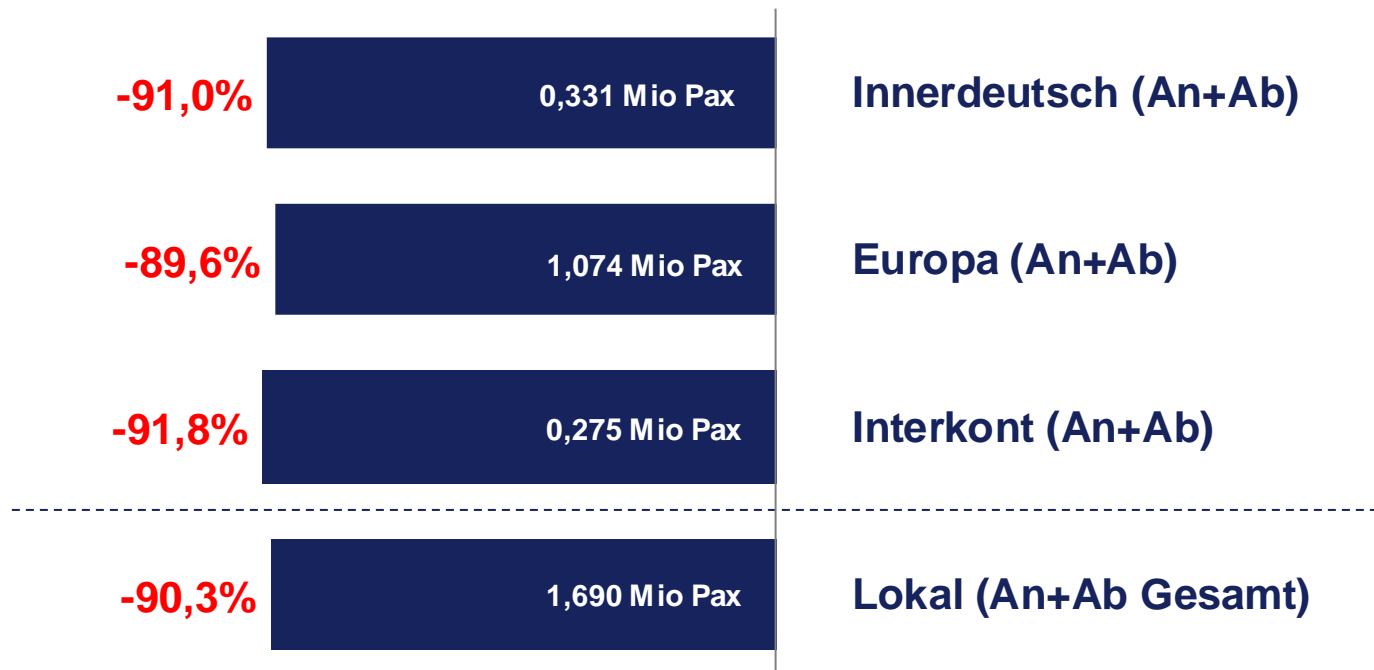 -91,0% 0,331 Mio Pax Innerdeutsch (An+Ab)
-89,6% 1,074 Mio Pax Europa (An+Ab)
-91,8% 0,275 Mio Pax Interkont (An+Ab)
-90,3% 1,690 Mio Pax Lokal (An+Ab Gesamt)